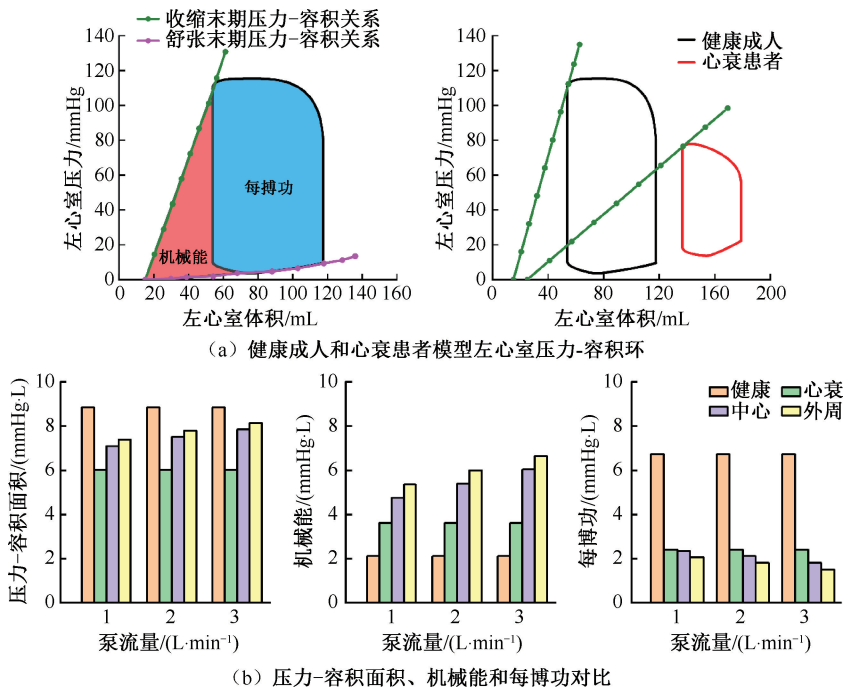 收缩末期压力-容积关系
舒张末期压力-容积关系
140
120
100
80
60
40
20
0
左心室压力/mmHg
每搏功
机械能
0 20 40 60 80 100 120 140 160
左心室体积/mL
健康成人
心衰患者
140
120
100
80
60
40
20
0
左心室压力/mmHg
0 40 80 120 160 200
左心室体积/mL
(a) 健康成人和心衰患者模型左心室压力-容积环
10
8
6
4
2
0
压力-容积面积/(mmHg·L)
1 2 3
泵流量/(L·min⁻¹)
10
8
6
4
2
0
机械能/(mmHg·L)
1 2 3
泵流量/(L·min⁻¹)
健康 心衰
中心 外周
10
8
6
4
2
0
每博功/(mmHg·L)
1 2 3
泵流量/(L·min⁻¹)
(b) 压力-容积面积、机械能和每搏功对比